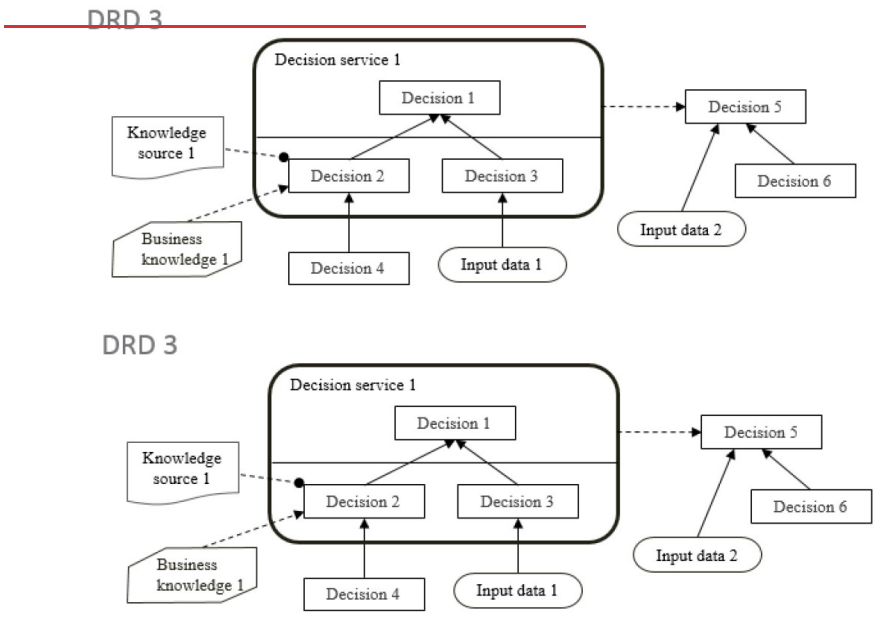 DRD 3
Decision service 1
Decision 1
Decision 5
Knowledge
source 1
Decision 2
Decision 3
Decision 6
Input data 2
Business
knowledge 1
Decision 4
Input data 1
DRD 3
Decision service 1
Decision 1
Decision 5
Knowledge
source 1
Decision 2
Decision 3
Decision 6
Input data 2
Business
knowledge 1
Decision 4
Input data 1